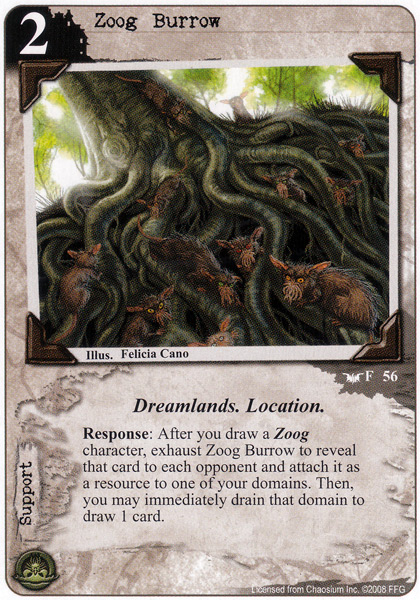 2
Zoog Burrow
Illus. Felicia Cano
F 56
Dreamlands. Location.
Response: After you draw a Zoog
character, exhaust Zoog Burrow to reveal
that card to each opponent and attach it as
a resource to one of your domains. Then,
you may immediately drain that domain to
draw 1 card.
Support
Licensed from Chaosium Inc. ©2008 FFG